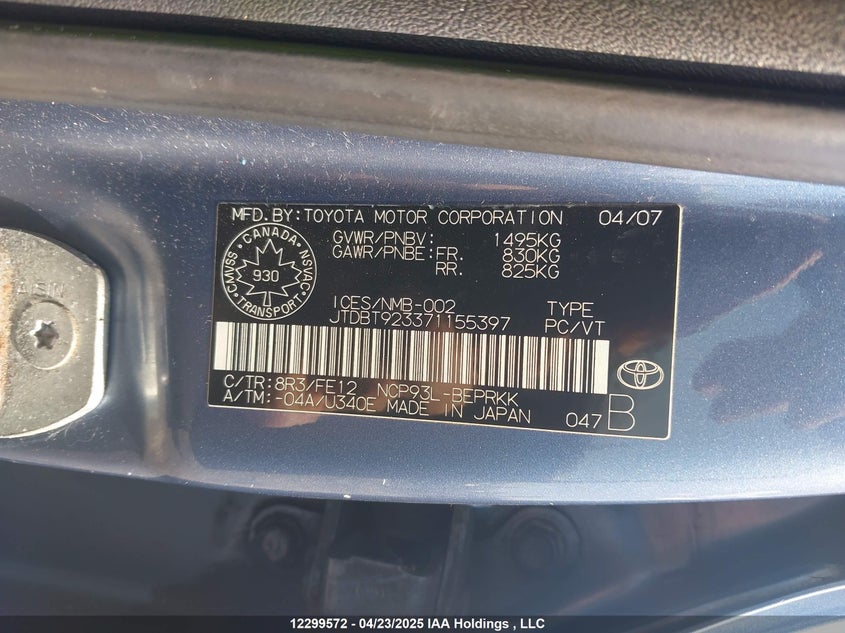 MFD. BY: TOYOTA MOTOR CORPORATION 04/07
GVWR/PNBV: 1495KG
GAWR/PNBE: FR. 830KG
RR. 825KG
CANADA
CMVSS
NSVAC
930
TRANSPORT
ICES/NMB-002 TYPE
JTDBT923371155397 PC/VT
C/TR: 8R3/FE12 NCP93L-BEPRKK
A/TM: -04A/U340E MADE IN JAPAN
047 B
AISIN
12299572 - 04/23/2025 IAA Holdings , LLC